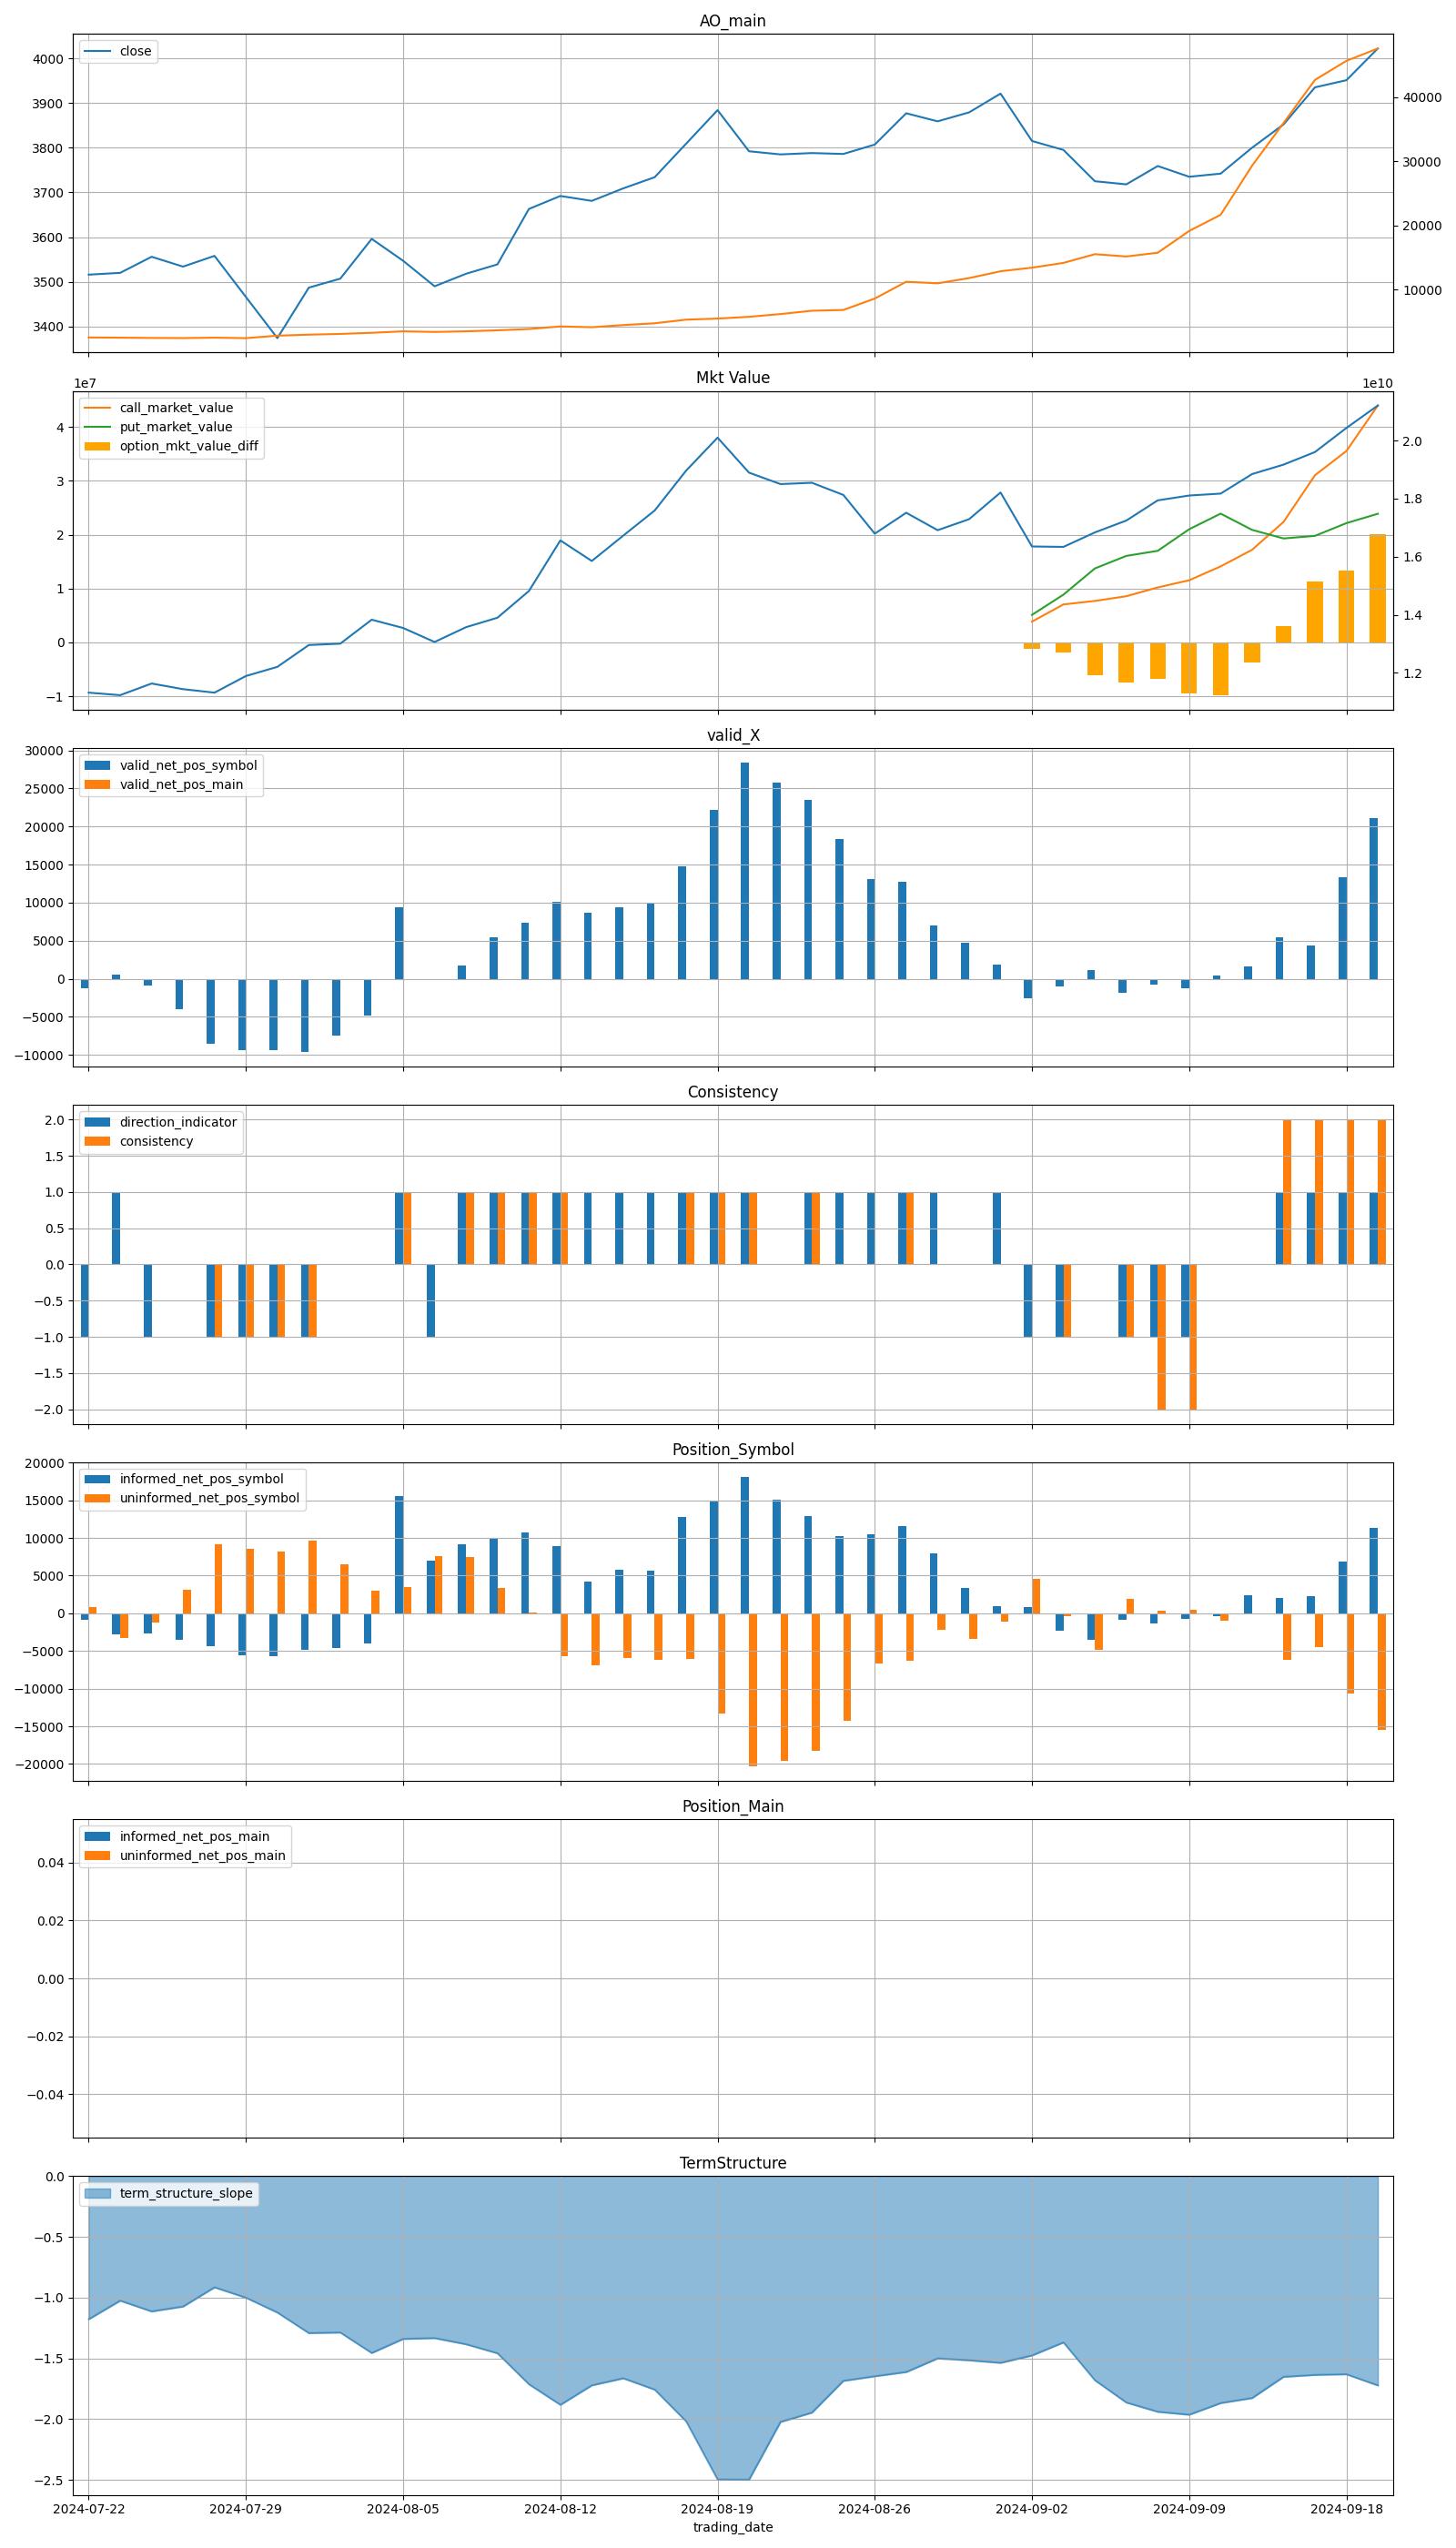 AO_main
close
4000
3900
3800
3700
3600
3500
3400
40000
30000
20000
10000
Mkt Value
1e7
1e10
call_market_value
put_market_value
option_mkt_value_diff
4
3
2
1
0
−1
2.0
1.8
1.6
1.4
1.2
valid_X
valid_net_pos_symbol
valid_net_pos_main
30000
25000
20000
15000
10000
5000
0
−5000
−10000
Consistency
direction_indicator
consistency
2.0
1.5
1.0
0.5
0.0
−0.5
−1.0
−1.5
−2.0
Position_Symbol
informed_net_pos_symbol
uninformed_net_pos_symbol
20000
15000
10000
5000
0
−5000
−10000
−15000
−20000
Position_Main
informed_net_pos_main
uninformed_net_pos_main
0.04
0.02
0.00
−0.02
−0.04
TermStructure
term_structure_slope
0.0
−0.5
−1.0
−1.5
−2.0
−2.5
2024-07-22 2024-07-29 2024-08-05 2024-08-12 2024-08-19 2024-08-26 2024-09-02 2024-09-09 2024-09-18
trading_date